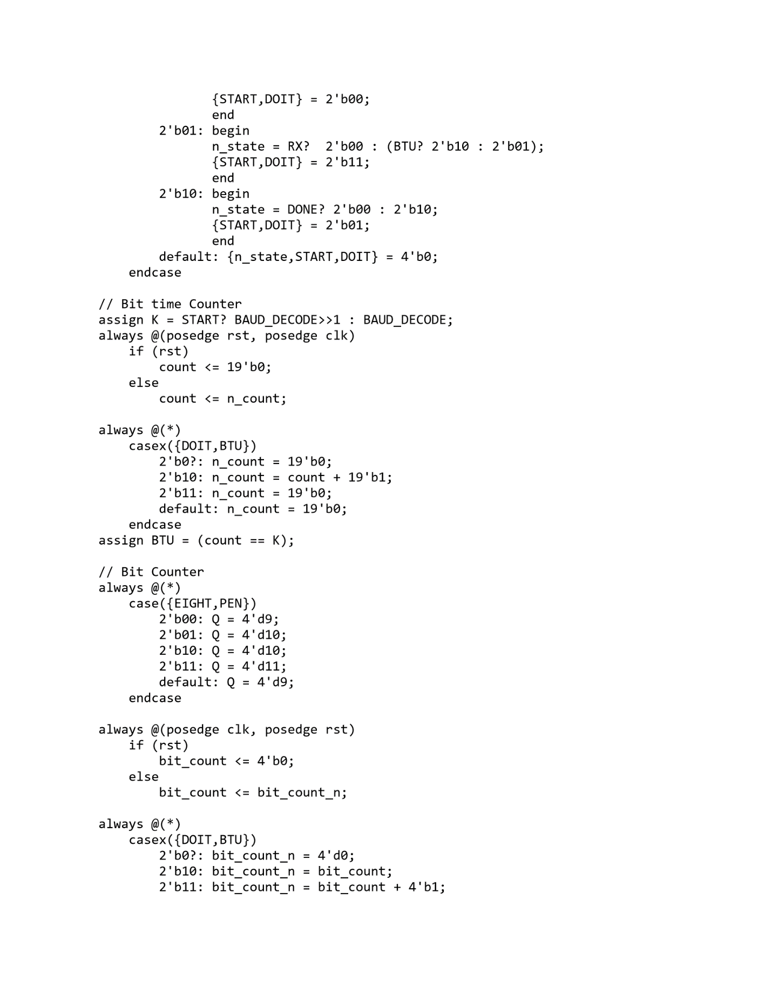 {START,DOIT} = 2'b00;
end
2'b01: begin
n_state = RX?  2'b00 : (BTU? 2'b10 : 2'b01);
{START,DOIT} = 2'b11;
end
2'b10: begin
n_state = DONE? 2'b00 : 2'b10;
{START,DOIT} = 2'b01;
end
default: {n_state,START,DOIT} = 4'b0;
endcase
// Bit time Counter
assign K = START? BAUD_DECODE>>1 : BAUD_DECODE;
always @(posedge rst, posedge clk)
if (rst)
count <= 19'b0;
else
count <= n_count;
always @(*)
casex({DOIT,BTU})
2'b0?: n_count = 19'b0;
2'b10: n_count = count + 19'b1;
2'b11: n_count = 19'b0;
default: n_count = 19'b0;
endcase
assign BTU = (count == K);
// Bit Counter
always @(*)
case({EIGHT,PEN})
2'b00: Q = 4'd9;
2'b01: Q = 4'd10;
2'b10: Q = 4'd10;
2'b11: Q = 4'd11;
default: Q = 4'd9;
endcase
always @(posedge clk, posedge rst)
if (rst)
bit_count <= 4'b0;
else
bit_count <= bit_count_n;
always @(*)
casex({DOIT,BTU})
2'b0?: bit_count_n = 4'd0;
2'b10: bit_count_n = bit_count;
2'b11: bit_count_n = bit_count + 4'b1;